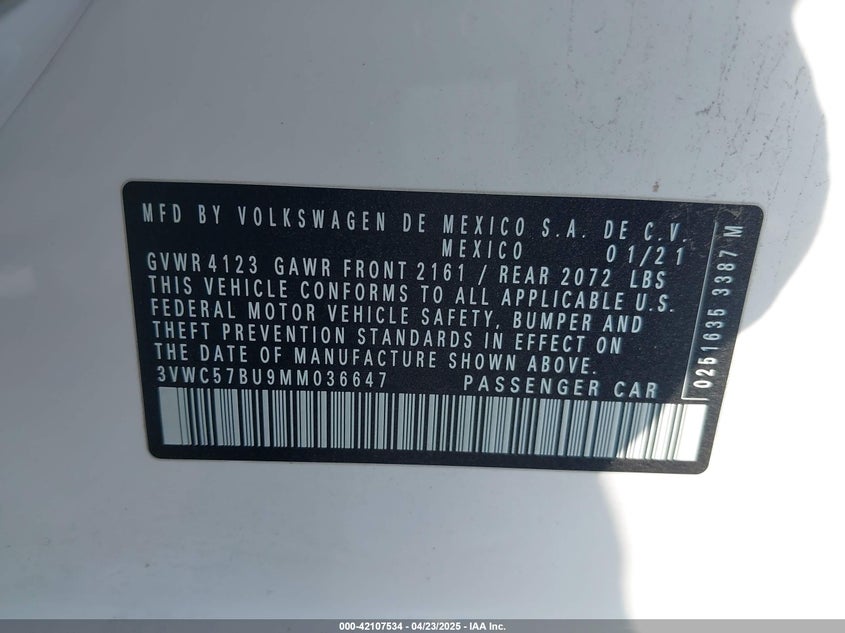 MFD BY VOLKSWAGEN DE MEXICO S.A. DE C.V.
MEXICO 01/21
GVWR 4123 GAWR FRONT 2161 / REAR 2072 LBS
THIS VEHICLE CONFORMS TO ALL APPLICABLE U.S.
FEDERAL MOTOR VEHICLE SAFETY, BUMPER AND
THEFT PREVENTION STANDARDS IN EFFECT ON
THE DATE OF MANUFACTURE SHOWN ABOVE.
3VWC57BU9MM036647 PASSENGER CAR
0251635 3387 M
000-42107534 - 04/23/2025 - IAA Inc.